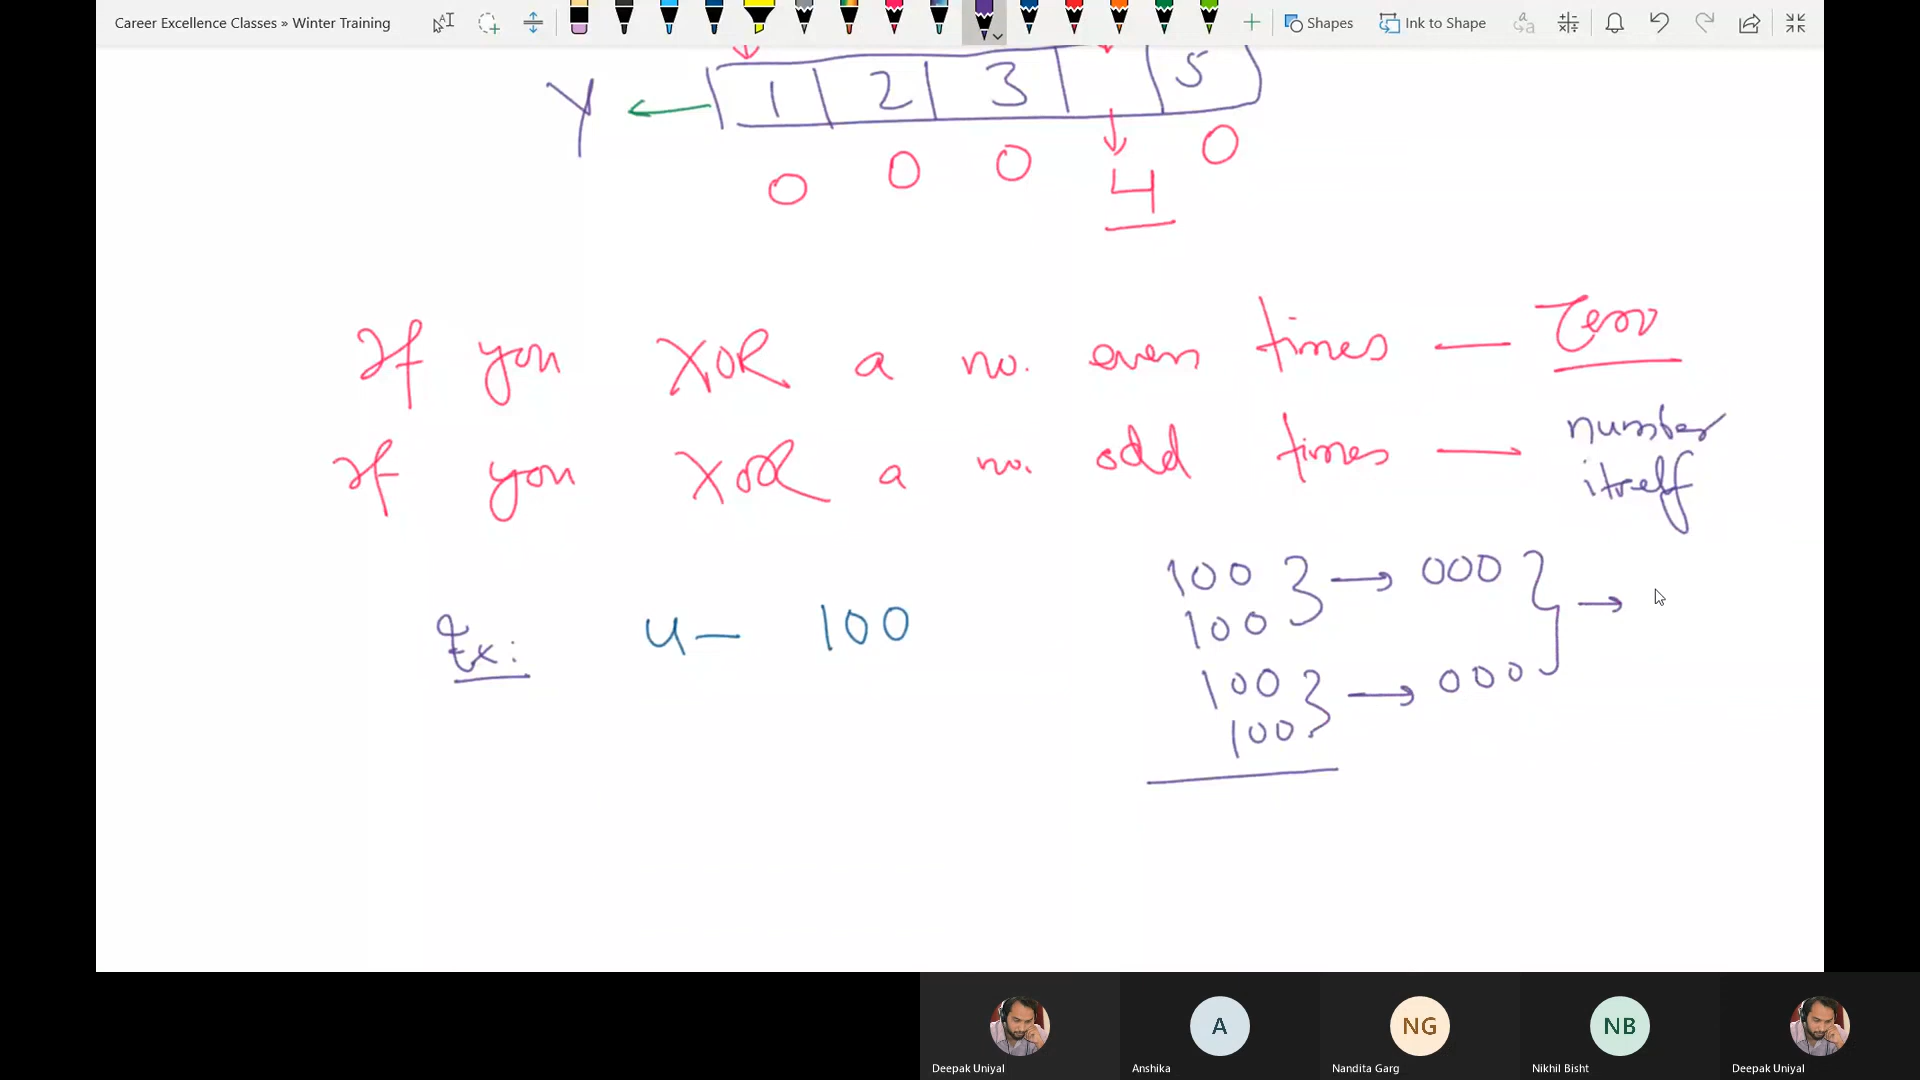 Career Excellence Classes » Winter Training
Shapes
Ink to Shape
Y ← 1 2 3 5
0 0 0 4 0
If you XOR a no. even times — Zero
If you XOR a no. odd times — number
itself
Ex: 4 — 100
100 } → 000 } →
100
100 } → 000
100
A
NG
NB
Deepak Uniyal
Anshika
Nandita Garg
Nikhil Bisht
Deepak Uniyal